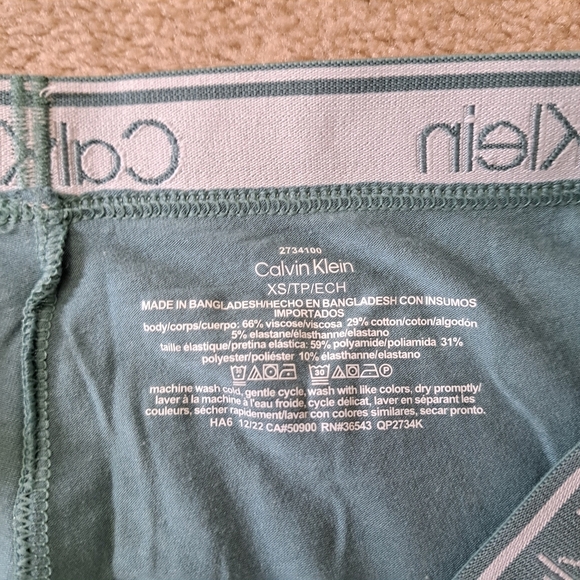 Calvin
Klein
2734100
Calvin Klein
XS/TP/ECH
MADE IN BANGLADESH/HECHO EN BANGLADESH CON INSUMOS
IMPORTADOS
body/corps/cuerpo: 66% viscose/viscosa 29% cotton/coton/algodón
5% elastane/élasthanne/elastano
taille élastique/pretina elástica: 59% polyamide/poliamida 31%
polyester/poliéster 10% élasthanne/elastano
30 P
machine wash cold, gentle cycle, wash with like colors, dry promptly/
laver à la machine à l'eau froide, cycle délicat, laver en séparant les
couleurs, sécher rapidement/lavar con colores similares, secar pronto.
HA6 12/22 CA#50900 RN#36543 QP2734K